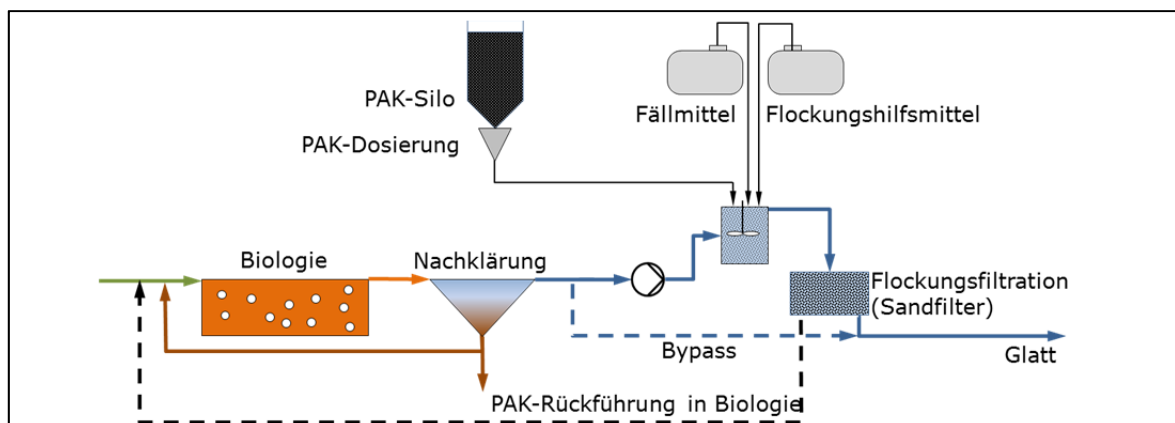 PAK-Silo
PAK-Dosierung
Fällmittel
Flockungshilfsmittel
Biologie
Nachklärung
Flockungsfiltration
(Sandfilter)
Bypass
Glatt
PAK-Rückführung in Biologie